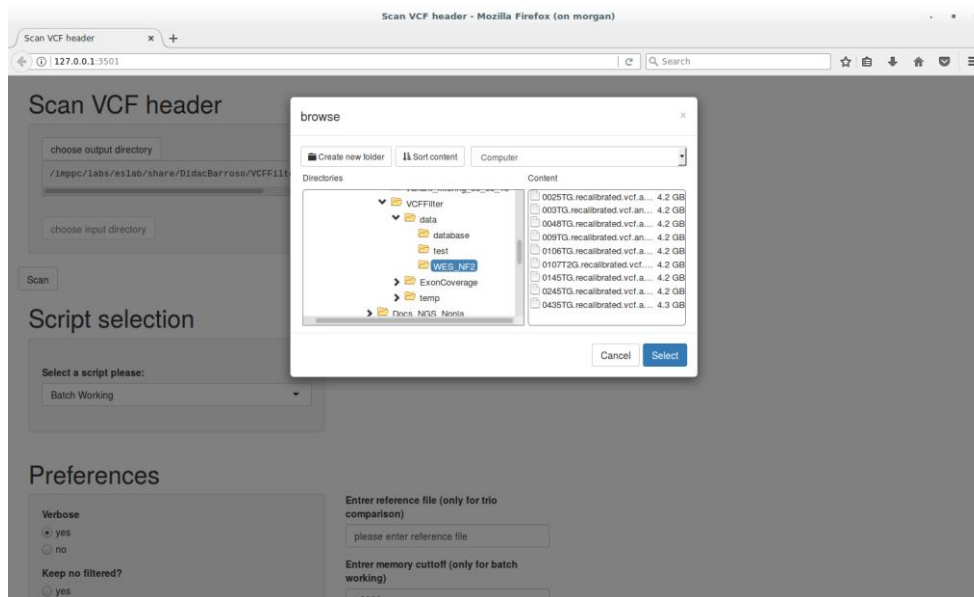 Scan VCF header - Mozilla Firefox (on morgan)
Scan VCF header × +
127.0.0.1:3501
Search
Scan VCF header
choose output directory
/imppc/labs/eslab/share/DidacBarroso/VCFFilt
choose input directory
Scan
Script selection
Select a script please:
Batch Working
Preferences
Verbose
yes
no
Keep no filtered?
yes
Entrer reference file (only for trio
comparison)
please enter reference file
Entrer memory cuttoff (only for batch
working)
browse
×
Create new folder
Sort content
Computer
Directories
VCFFilter
data
database
test
WES_NF2
ExonCoverage
temp
Docs_NGS_Nonia
Content
0025TG.recalibrated.vcf.a... 4.2 GB
003TG.recalibrated.vcf.an... 4.2 GB
0048TG.recalibrated.vcf.a... 4.2 GB
009TG.recalibrated.vcf.an... 4.2 GB
0106TG.recalibrated.vcf.a... 4.2 GB
0107T2G.recalibrated.vcf.... 4.2 GB
0145TG.recalibrated.vcf.a... 4.2 GB
0245TG.recalibrated.vcf.a... 4.2 GB
0435TG.recalibrated.vcf.a... 4.3 GB
Cancel
Select